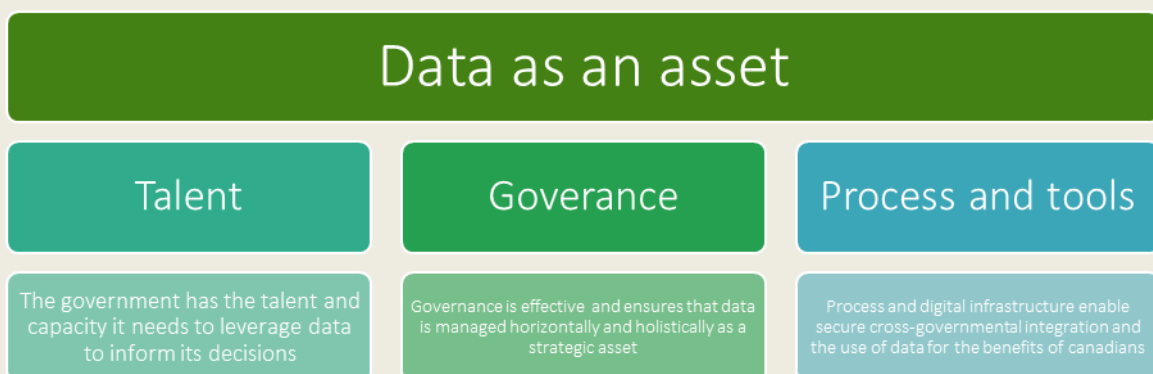 Data as an asset
Talent
Goverance
Process and tools
The government has the talent and
capacity it needs to leverage data
to inform its decisions
Governance is effective and ensures that data
is managed horizontally and holistically as a
strategic asset
Process and digital infrastructure enable
secure cross-governmental integration and
the use of data for the benefits of canadians